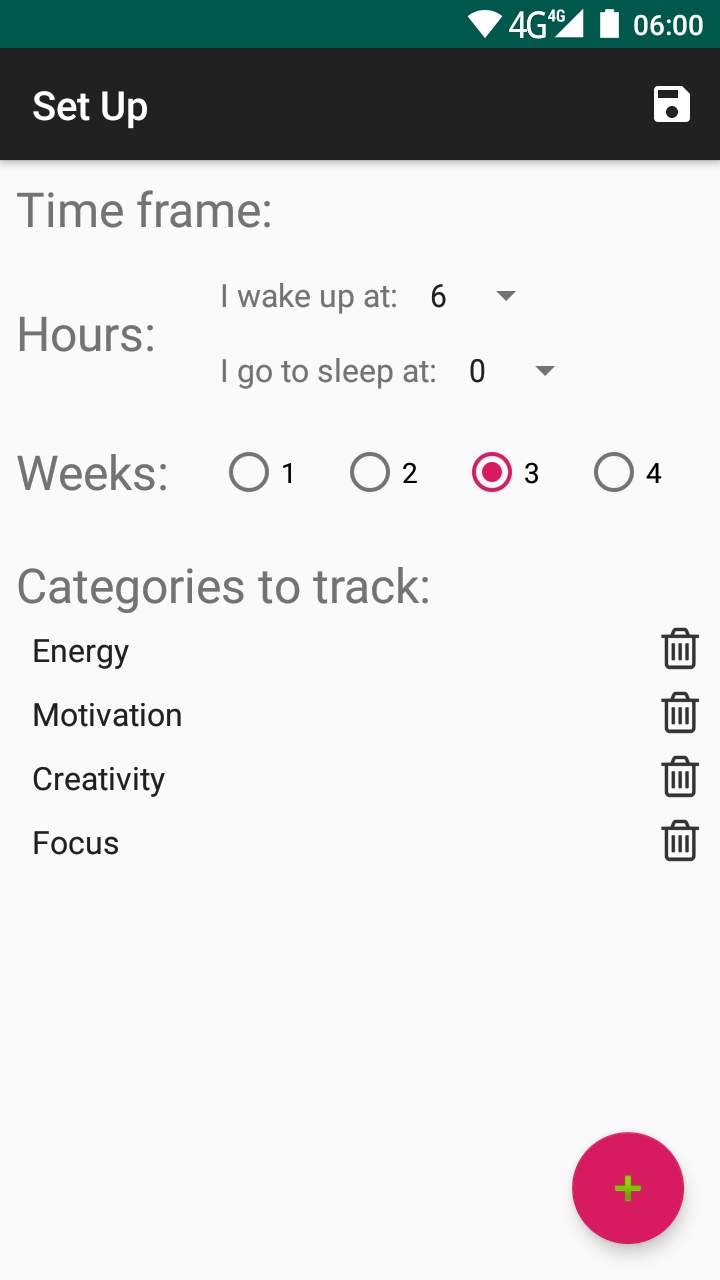 4G 4G 06:00
Set Up
Time frame:
I wake up at: 6
Hours:
I go to sleep at: 0
Weeks: 1 2 3 4
Categories to track:
Energy
Motivation
Creativity
Focus
+